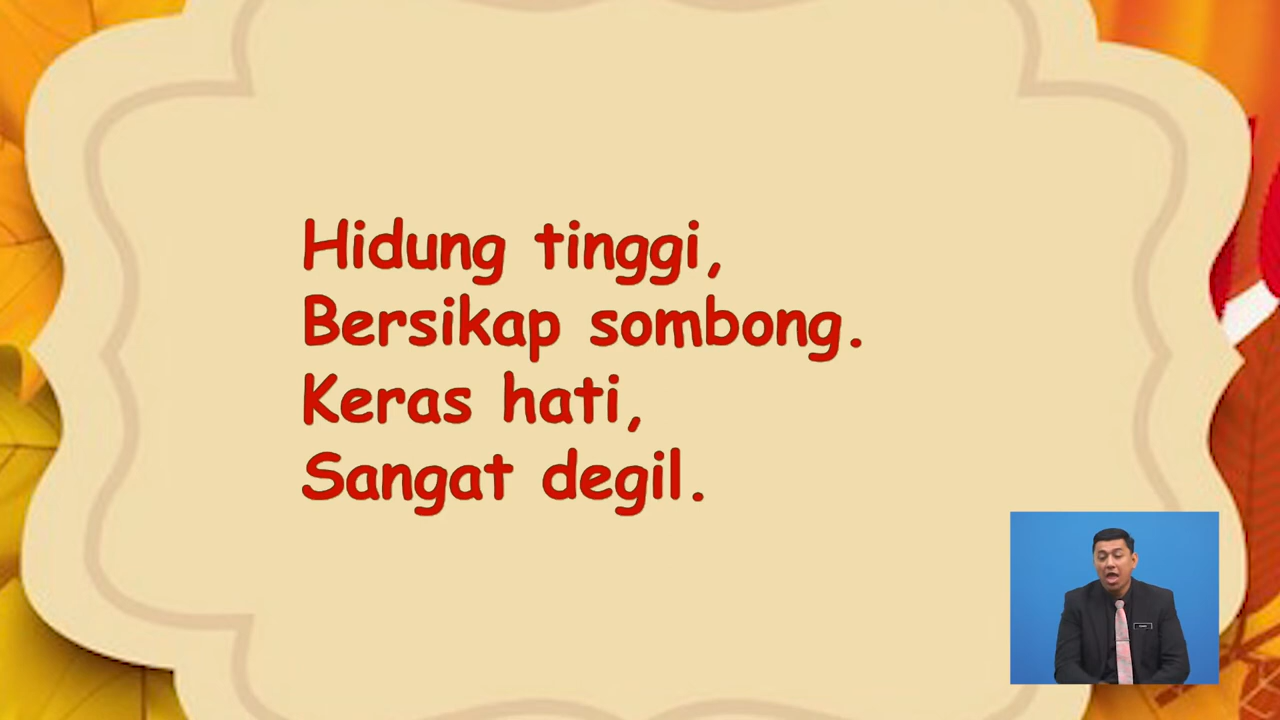 Hidung tinggi,
Bersikap sombong.
Keras hati,
Sangat degil.